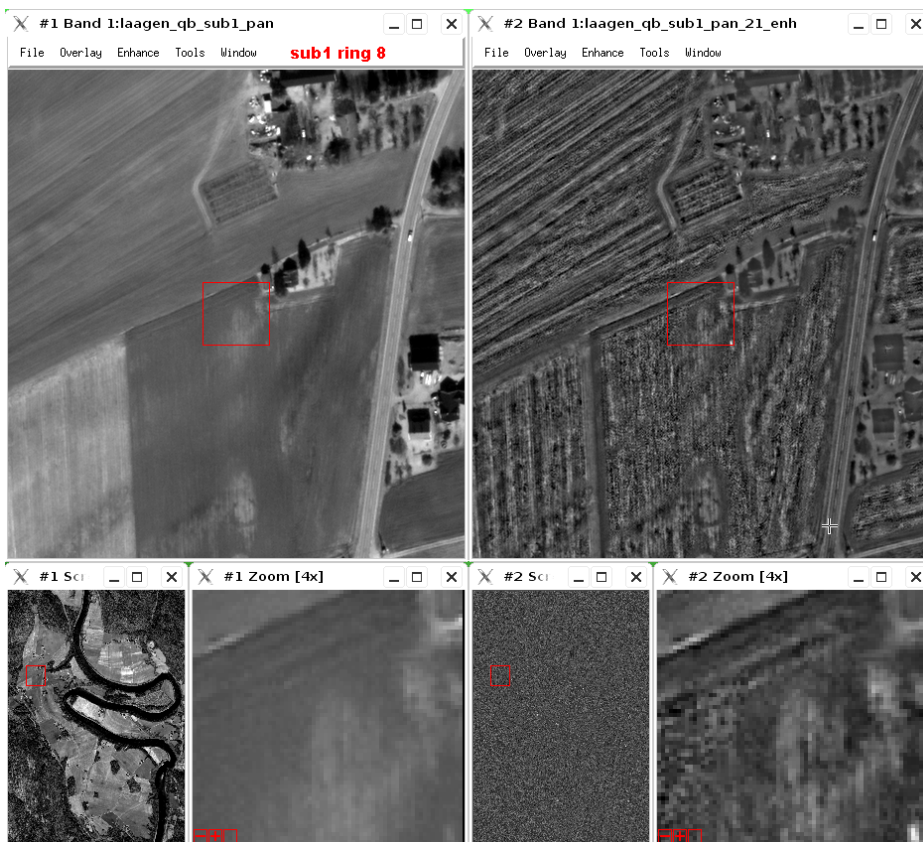 #1 Band 1:laagen_qb_sub1_pan
File Overlay Enhance Tools Window sub1 ring 8
#2 Band 1:laagen_qb_sub1_pan_21_enh
File Overlay Enhance Tools Window
#1 Sc
#1 Zoom [4x]
#2 Scr
#2 Zoom [4x]